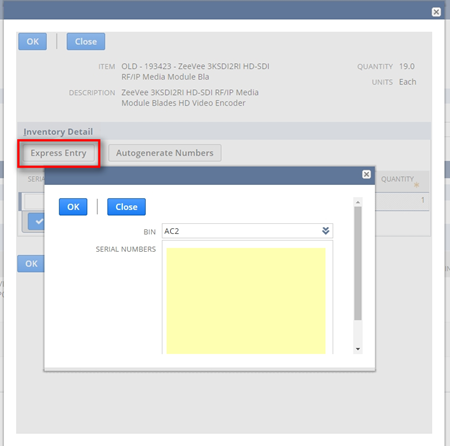 OK Close
ITEM OLD - 193423 - ZeeVee 3KSDI2RI HD-SDI QUANTITY 19.0
RF/IP Media Module Bla
UNITS Each
DESCRIPTION ZeeVee 3KSDI2RI HD-SDI RF/IP Media
Module Blades HD Video Encoder
Inventory Detail
Express Entry Autogenerate Numbers
QUANTITY
1
OK Close
BIN AC2
SERIAL NUMBERS
OK